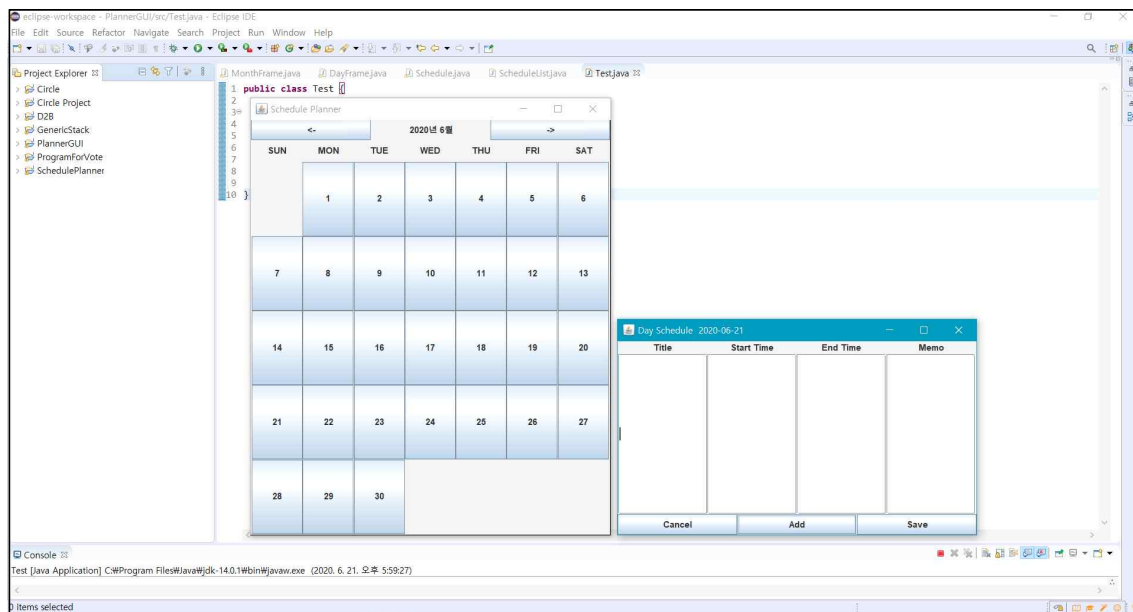 eclipse-workspace - PlannerGUI/src/Test.java - Eclipse IDE
File Edit Source Refactor Navigate Search Project Run Window Help
Project Explorer
MonthFrame.java DayFrame.java Schedule.java ScheduleList.java Test.java
Circle
Circle Project
D2B
GenericStack
PlannerGUI
ProgramForVote
SchedulePlanner
1 public class Test {
2
3
4
5
6
7
8
9
10 }
Schedule Planner
<- 2020년 6월 ->
SUN MON TUE WED THU FRI SAT
1 2 3 4 5 6
7 8 9 10 11 12 13
14 15 16 17 18 19 20
21 22 23 24 25 26 27
28 29 30
Day Schedule 2020-06-21
Title Start Time End Time Memo
Cancel Add Save
Console
Test [Java Application] C:₩Program Files₩Java₩jdk-14.0.1₩bin₩javaw.exe (2020. 6. 21. 오후 5:59:27)
0 items selected